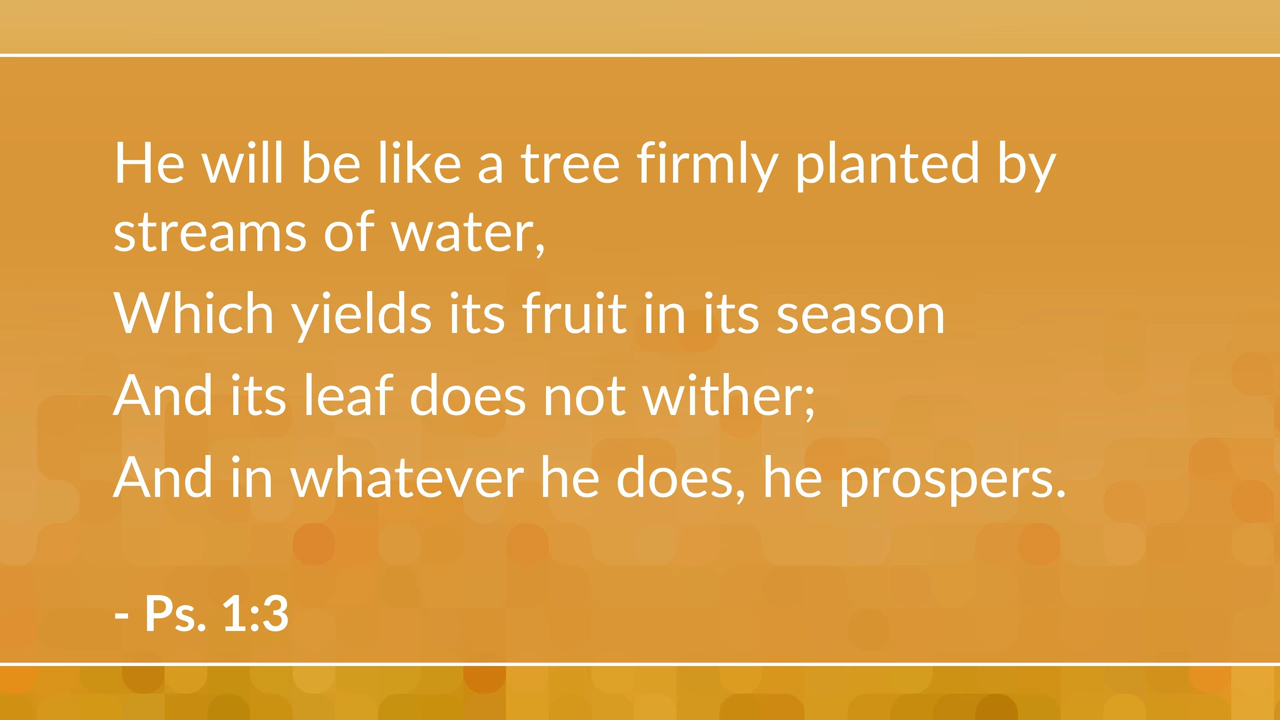 He will be like a tree firmly planted by
streams of water,
Which yields its fruit in its season
And its leaf does not wither;
And in whatever he does, he prospers.
- Ps. 1:3